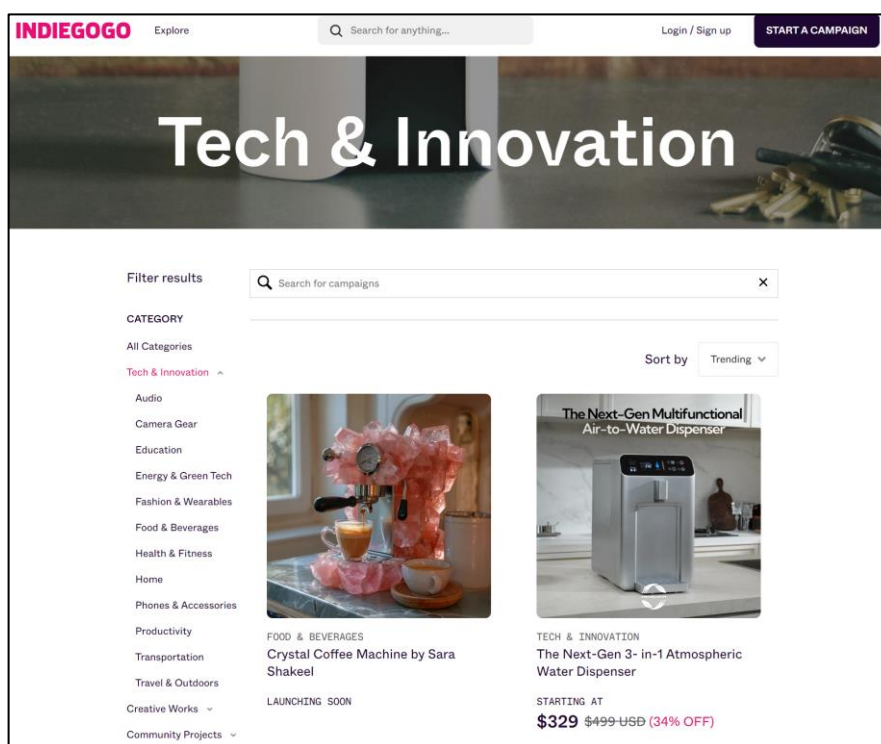 INDIEGOGO
Explore
Search for anything...
Login / Sign up
START A CAMPAIGN
Tech & Innovation
Filter results
Search for campaigns
CATEGORY
All Categories
Tech & Innovation
Audio
Camera Gear
Education
Energy & Green Tech
Fashion & Wearables
Food & Beverages
Health & Fitness
Home
Phones & Accessories
Productivity
Transportation
Travel & Outdoors
Creative Works
Community Projects
Sort by
Trending
FOOD & BEVERAGES
Crystal Coffee Machine by Sara
Shakeel
LAUNCHING SOON
The Next-Gen Multifunctional
Air-to-Water Dispenser
TECH & INNOVATION
The Next-Gen 3- in-1 Atmospheric
Water Dispenser
STARTING AT
$329 $499 USD (34% OFF)